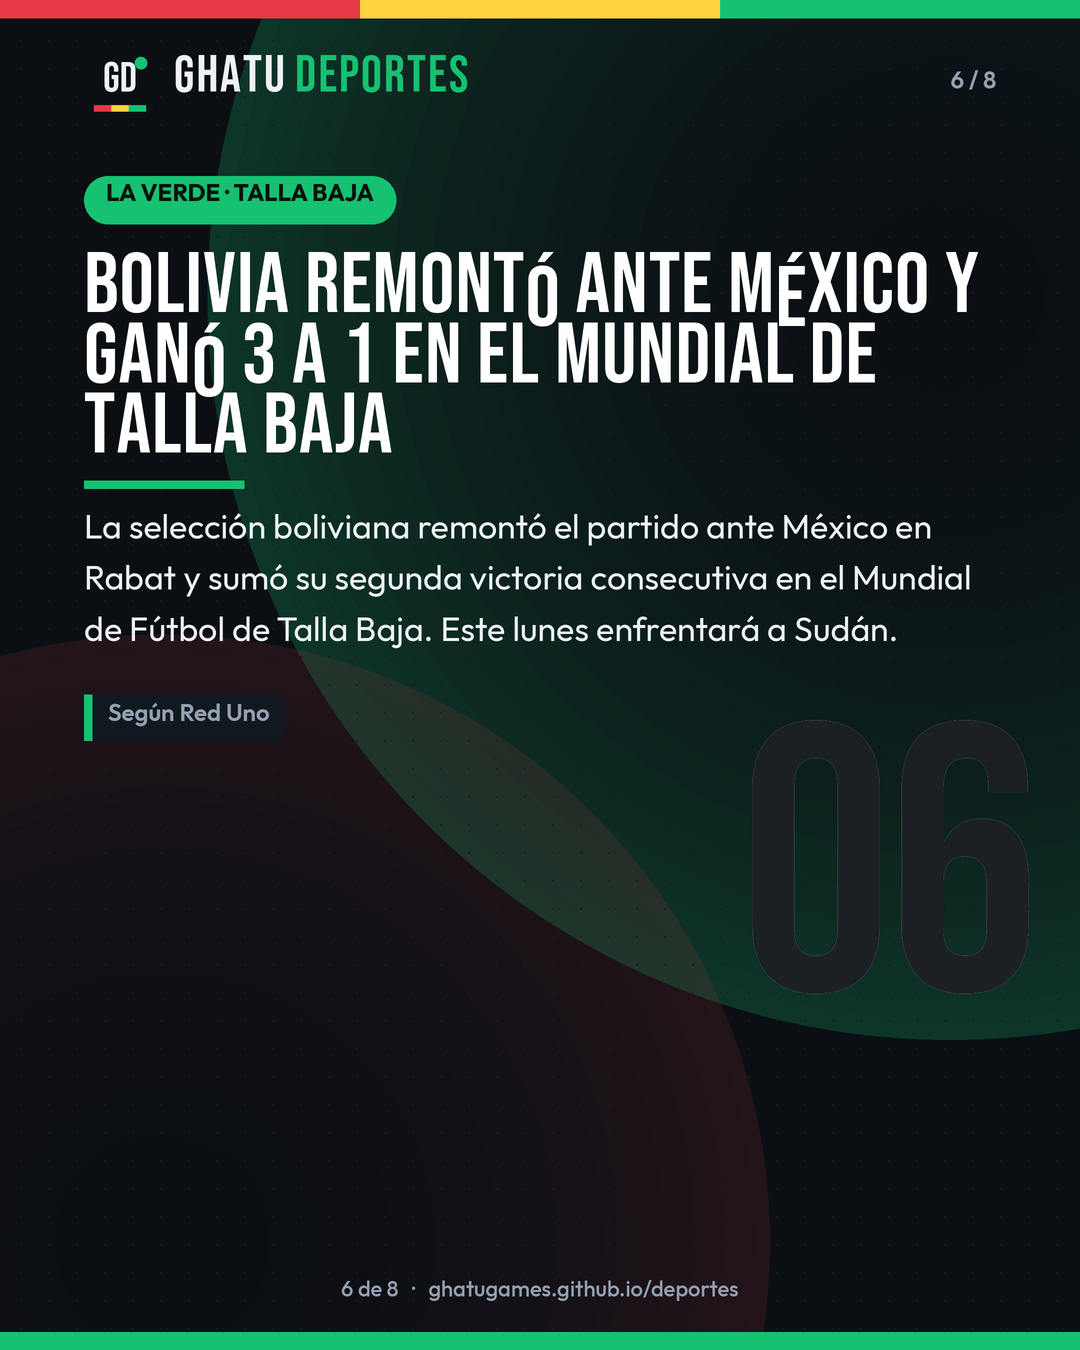 GD GHATU DEPORTES
6 / 8
LA VERDE · TALLA BAJA
BOLIVIA REMONTÓ ANTE MÉXICO Y
GANÓ 3 A 1 EN EL MUNDIAL DE
TALLA BAJA
La selección boliviana remontó el partido ante México en
Rabat y sumó su segunda victoria consecutiva en el Mundial
de Fútbol de Talla Baja. Este lunes enfrentará a Sudán.
Según Red Uno
06
6 de 8 · ghatugames.github.io/deportes